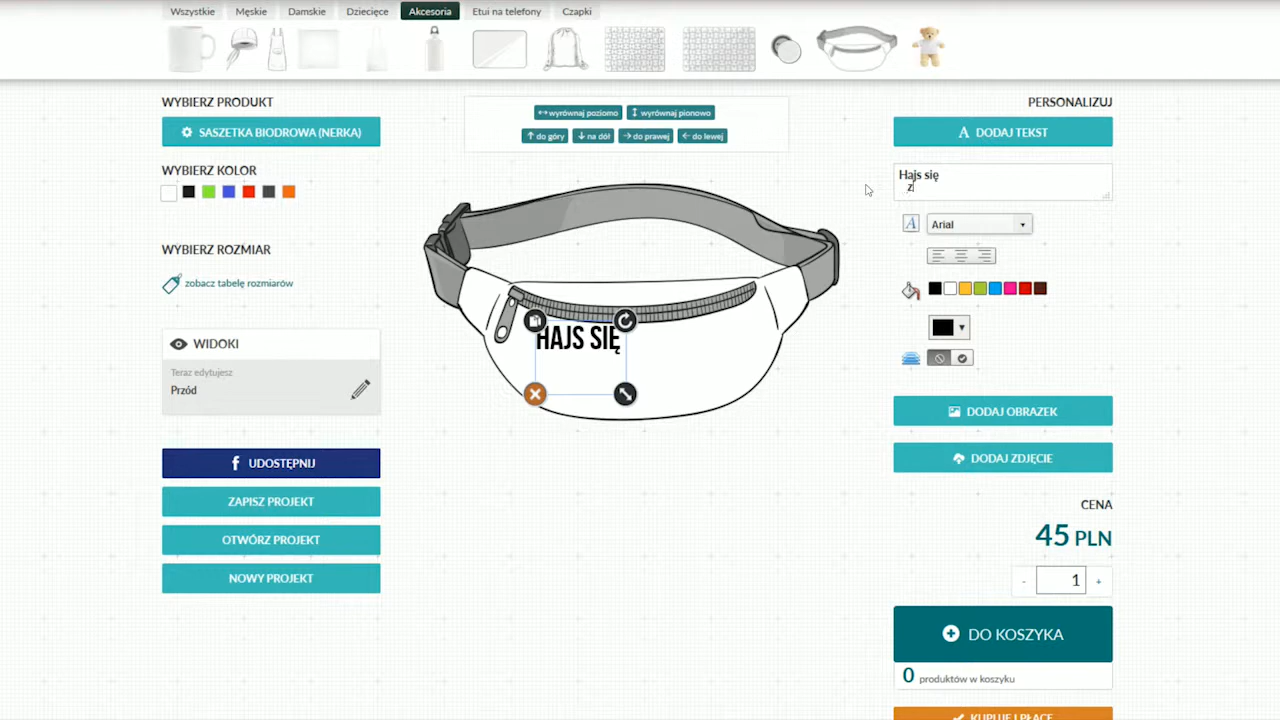 Wszystkie Męskie Damskie Dziecięce Akcesoria Etui na telefony Czapki
WYBIERZ PRODUKT
SASZETKA BIODROWA (NERKA)
WYBIERZ KOLOR
WYBIERZ ROZMIAR
zobacz tabelę rozmiarów
WIDOKI
Teraz edytujesz
Przód
UDOSTĘPNIJ
ZAPISZ PROJEKT
OTWÓRZ PROJEKT
NOWY PROJEKT
wyrównaj poziomo wyrównaj pionowo
do góry na dół do prawej do lewej
HAJS SIĘ
PERSONALIZUJ
A DODAJ TEKST
Hajs się
z
A Arial
DODAJ OBRAZEK
DODAJ ZDJĘCIE
CENA
45 PLN
- 1 +
DO KOSZYKA
0 produktów w koszyku
KUPUJĘ I PŁACĘ